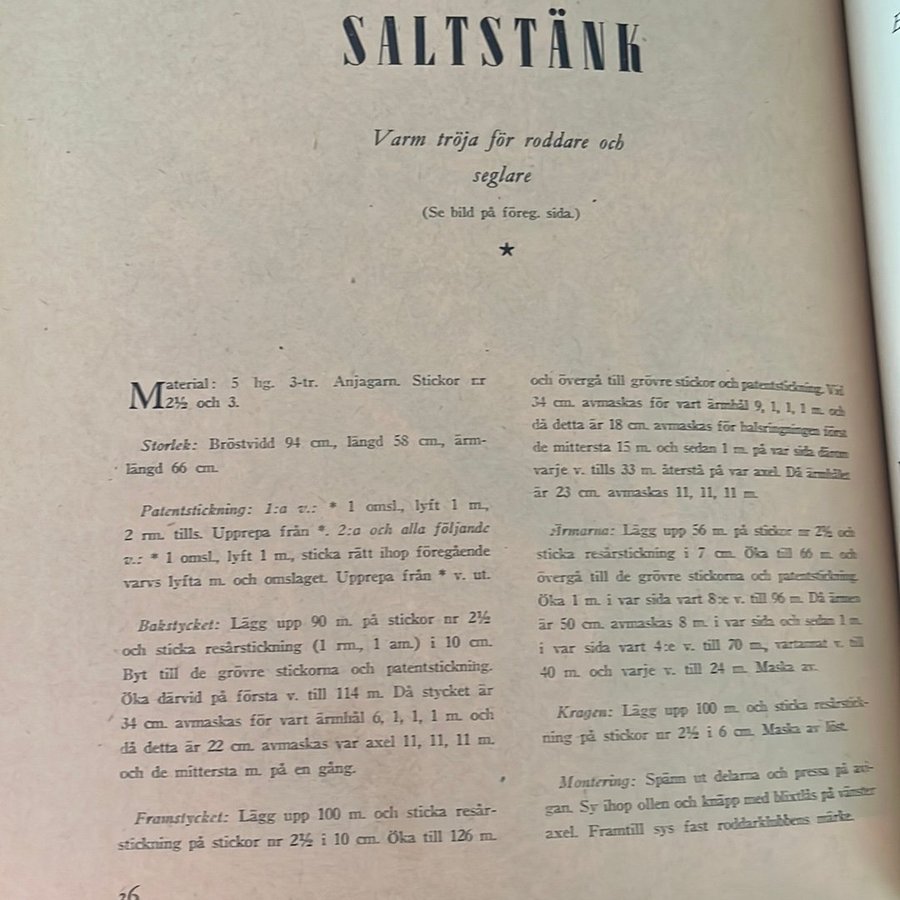 SALTSTÄNK
Varm tröja för roddare och
seglare
(Se bild på föreg. sida.)
★
Material: 5 hg. 3-tr. Anjagarn. Stickor nr
2½ och 3.
Storlek: Bröstvidd 94 cm., längd 58 cm., ärm-
längd 66 cm.
Patentstickning: 1:a v.: * 1 omsl., lyft 1 m.,
2 rm. tills. Upprepa från *. 2:a och alla följande
v.: * 1 omsl., lyft 1 m., sticka rätt ihop föregående
varvs lyfta m. och omslaget. Upprepa från * v. ut.
Bakstycket: Lägg upp 90 m. på stickor nr 2½
och sticka resårstickning (1 rm., 1 am.) i 10 cm.
Byt till de grövre stickorna och patentstickning.
Öka därvid på första v. till 114 m. Då stycket är
34 cm. avmaskas för vart ärmhål 6, 1, 1, 1 m. och
då detta är 22 cm. avmaskas var axel 11, 11, 11 m.
och de mittersta m. på en gång.
Framstycket: Lägg upp 100 m. och sticka resår-
stickning på stickor nr 2½ i 10 cm. Öka till 126 m.
och övergå till grövre stickor och patentstickning. Vid
34 cm. avmaskas för vart ärmhål 9, 1, 1, 1 m. och
då detta är 18 cm. avmaskas för halsringningen först
de mittersta 15 m. och sedan 1 m. på var sida därom
varje v. tills 33 m. återstå på var axel. Då ärmhålet
är 23 cm. avmaskas 11, 11, 11 m.
Ärmarna: Lägg upp 56 m. på stickor nr 2½ och
sticka resårstickning i 7 cm. Öka till 66 m. och
övergå till de grövre stickorna och patentstickning.
Öka 1 m. i var sida vart 8:e v. till 96 m. Då ärmen
är 50 cm. avmaskas 8 m. i var sida och sedan 1 m.
i var sida vart 4:e v. till 70 m., vartannat v. till
40 m. och varje v. till 24 m. Maska av.
Kragen: Lägg upp 100 m. och sticka resårstick-
ning på stickor nr 2½ i 6 cm. Maska av löst.
Montering: Spänn ut delarna och pressa på avi-
gan. Sy ihop ollen och knäpp med blixtlås på vänster
axel. Framtill sys fast roddarklubbens märke.
26